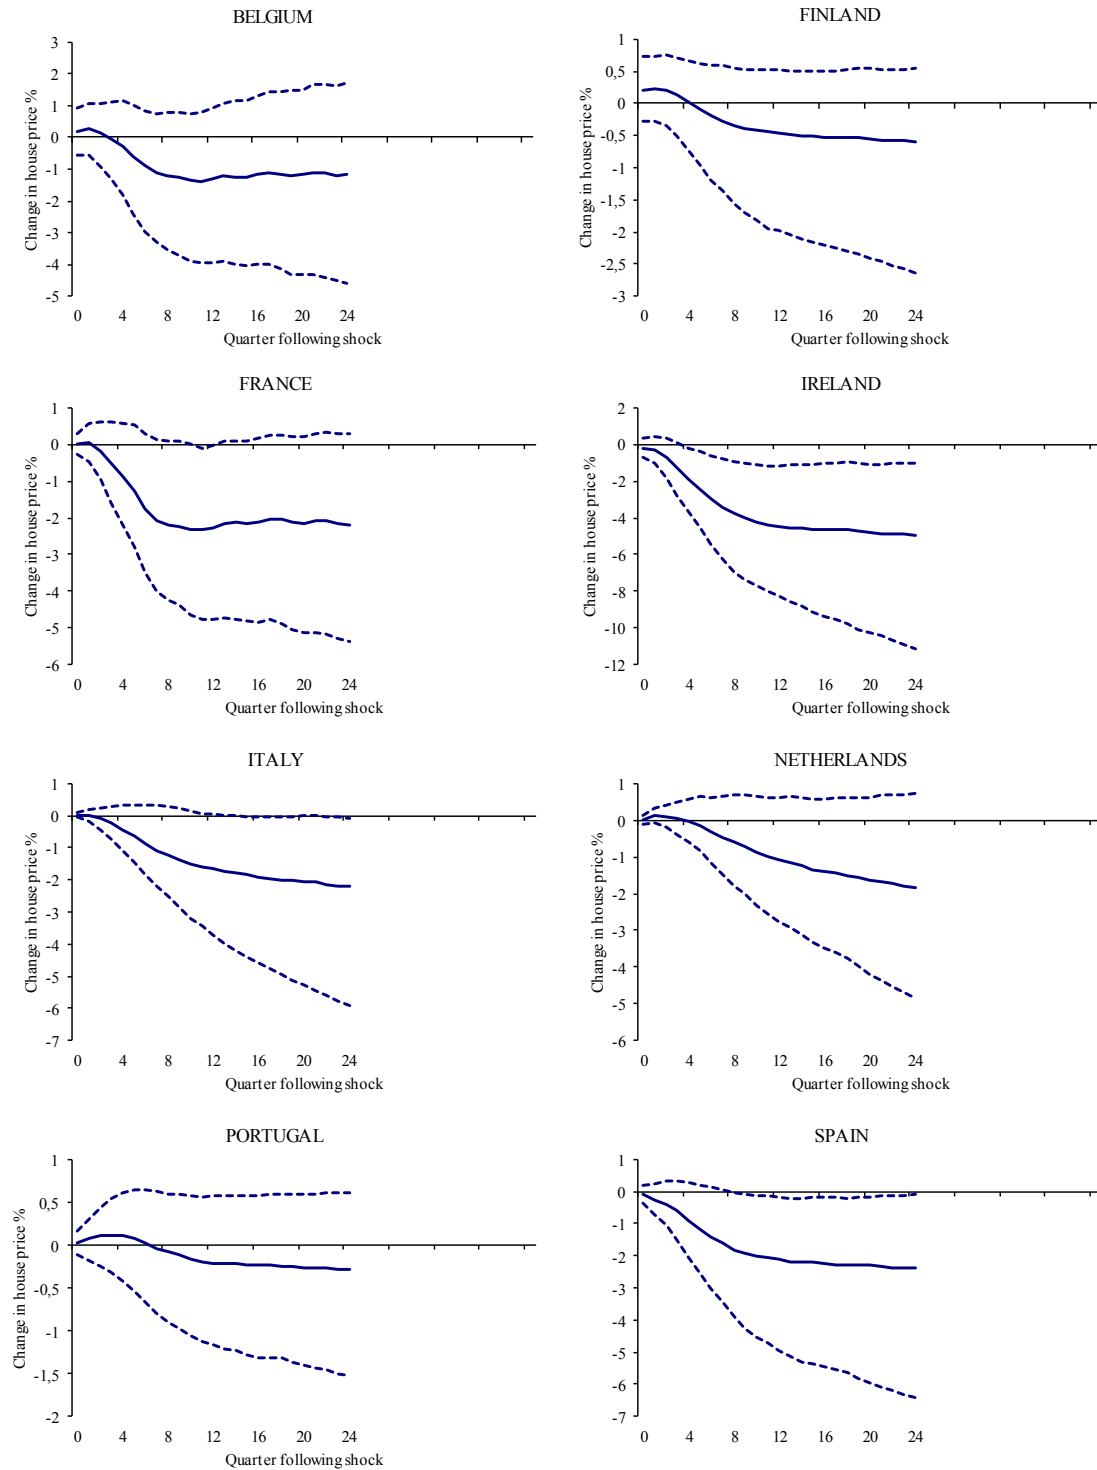 BELGIUM
Change in house price %
3
2
1
0
-1
-2
-3
-4
-5
0 4 8 12 16 20 24
Quarter following shock
FINLAND
Change in house price %
1
0,5
0
-0,5
-1
-1,5
-2
-2,5
-3
0 4 8 12 16 20 24
Quarter following shock
FRANCE
Change in house price %
1
0
-1
-2
-3
-4
-5
-6
0 4 8 12 16 20 24
Quarter following shock
IRELAND
Change in house price %
2
0
-2
-4
-6
-8
-10
-12
0 4 8 12 16 20 24
Quarter following shock
ITALY
Change in house price %
1
0
-1
-2
-3
-4
-5
-6
-7
0 4 8 12 16 20 24
Quarter following shock
NETHERLANDS
Change in house price %
1
0
-1
-2
-3
-4
-5
-6
0 4 8 12 16 20 24
Quarter following shock
PORTUGAL
Change in house price %
1
0,5
0
-0,5
-1
-1,5
-2
0 4 8 12 16 20 24
Quarter following shock
SPAIN
Change in house price %
1
0
-1
-2
-3
-4
-5
-6
-7
0 4 8 12 16 20 24
Quarter following shock